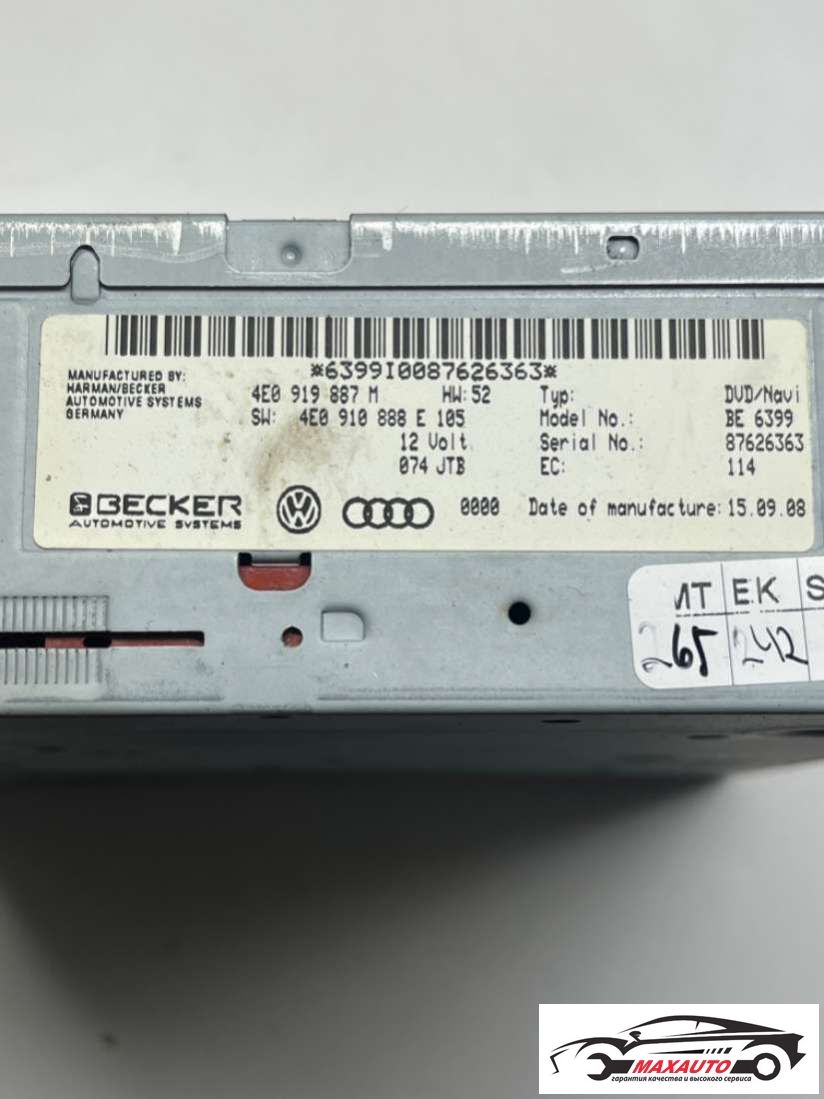 *6399I0087626363*
MANUFACTURED BY:
HARMAN/BECKER
AUTOMOTIVE SYSTEMS
GERMANY
4E0 919 887 M HW: 52 Typ: DVD/Navi
SW: 4E0 910 888 E 105 Model No.: BE 6399
12 Volt Serial No.: 87626363
074 JTB EC: 114
BECKER
AUTOMOTIVE SYSTEMS
0000 Date of manufacture: 15.09.08
EK S
265 242
MAXAUTO
гарантия качества и высокого сервиса